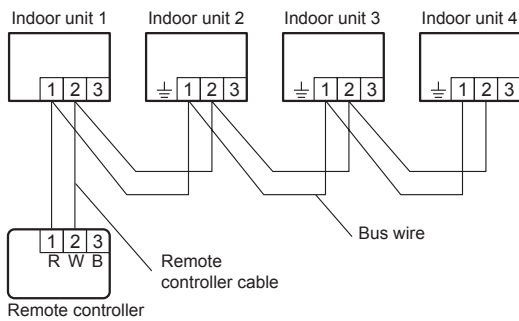 Indoor unit 1 Indoor unit 2 Indoor unit 3 Indoor unit 4
1 2 3 ⏚ 1 2 3 ⏚ 1 2 3 ⏚ 1 2 3
Bus wire
1 2 3
R W B
Remote
controller cable
Remote controller